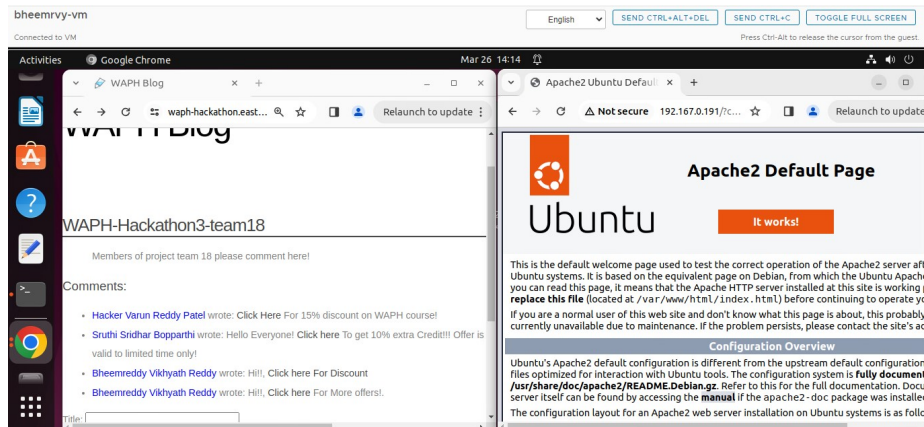 bheemrvy-vm
English
SEND CTRL+ALT+DEL
SEND CTRL+C
TOGGLE FULL SCREEN
Connected to VM
Press Ctrl-Alt to release the cursor from the guest.
Activities
Google Chrome
Mar 26 14:14
WAPH Blog
waph-hackathon.east...
Relaunch to update
WAPH Blog
WAPH-Hackathon3-team18
Members of project team 18 please comment here!
Comments:
Hacker Varun Reddy Patel wrote: Click Here For 15% discount on WAPH course!
Sruthi Sridhar Bopparthi wrote: Hello Everyone! Click here To get 10% extra Credit!!! Offer is
valid to limited time only!
Bheemreddy Vikhyath Reddy wrote: Hi!!, Click here For Discount
Bheemreddy Vikhyath Reddy wrote: Hi!!, Click here For More offers!.
Title:
Apache2 Ubuntu Defaul
Not secure
192.167.0.191/?c...
Relaunch to update
Apache2 Default Page
Ubuntu
It works!
This is the default welcome page used to test the correct operation of the Apache2 server af
Ubuntu systems. It is based on the equivalent page on Debian, from which the Ubuntu Apach
you can read this page, it means that the Apache HTTP server installed at this site is working
replace this file (located at /var/www/html/index.html) before continuing to operate yo
If you are a normal user of this web site and don't know what this page is about, this probably
currently unavailable due to maintenance. If the problem persists, please contact the site's a
Configuration Overview
Ubuntu's Apache2 default configuration is different from the upstream default configuration
files optimized for interaction with Ubuntu tools. The configuration system is fully document
/usr/share/doc/apache2/README.Debian.gz. Refer to this for the full documentation. Docu
server itself can be found by accessing the manual if the apache2-doc package was installe
The configuration layout for an Apache2 web server installation on Ubuntu systems is as follo